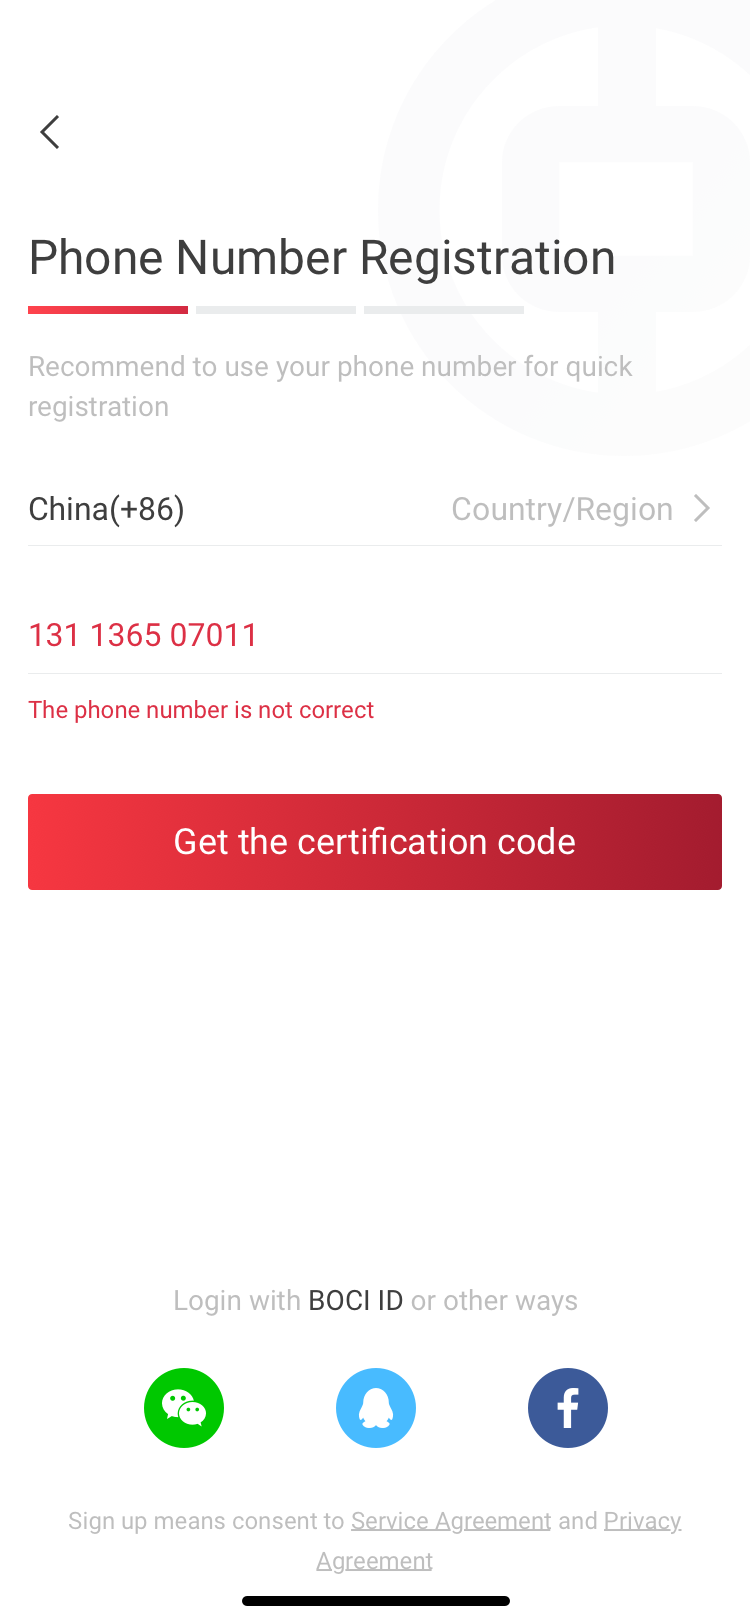 Phone Number Registration
Recommend to use your phone number for quick
registration
China(+86) Country/Region
131 1365 07011
The phone number is not correct
Get the certification code
Login with BOCI ID or other ways
Sign up means consent to Service Agreement and Privacy
Agreement